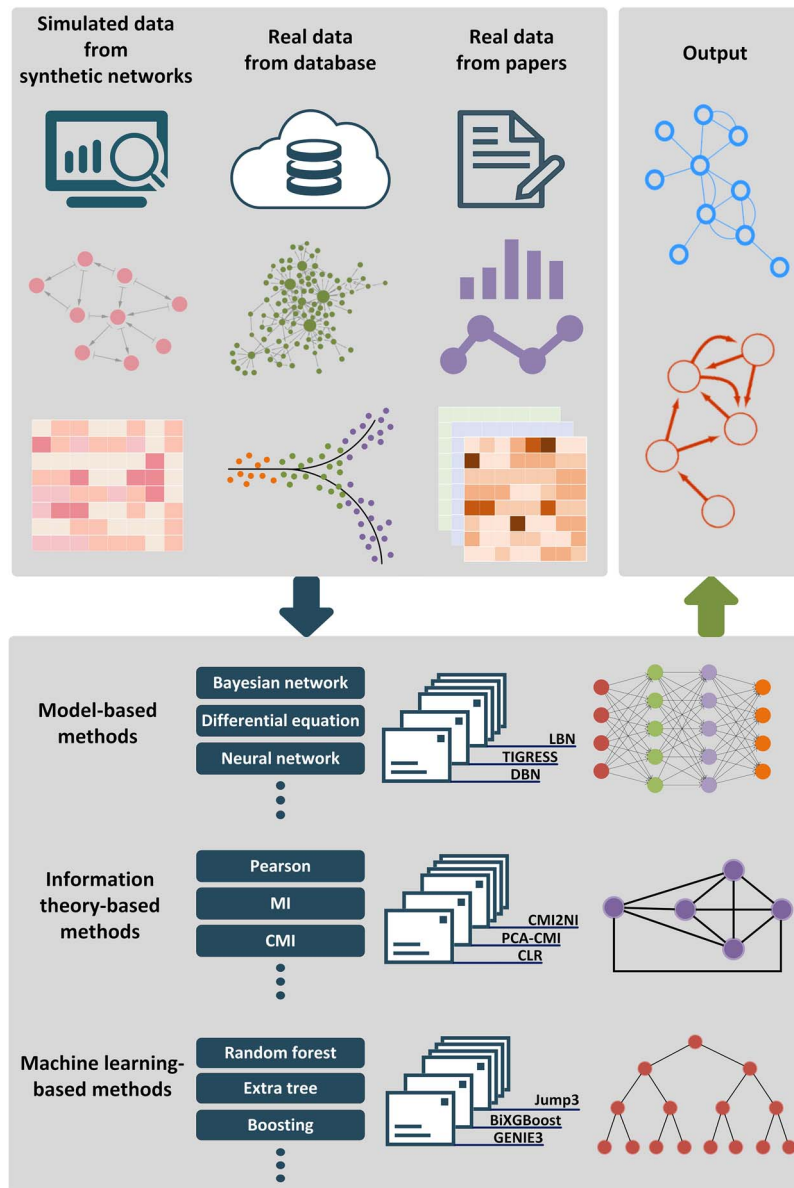 Simulated data
from
synthetic networks
Real data
from database
Real data
from papers
Output
Model-based
methods
Bayesian network
Differential equation
Neural network
LBN
TIGRESS
DBN
Information
theory-based
methods
Pearson
MI
CMI
CMI2NI
PCA-CMI
CLR
Machine learning-
based methods
Random forest
Extra tree
Boosting
Jump3
BiXGBoost
GENIE3